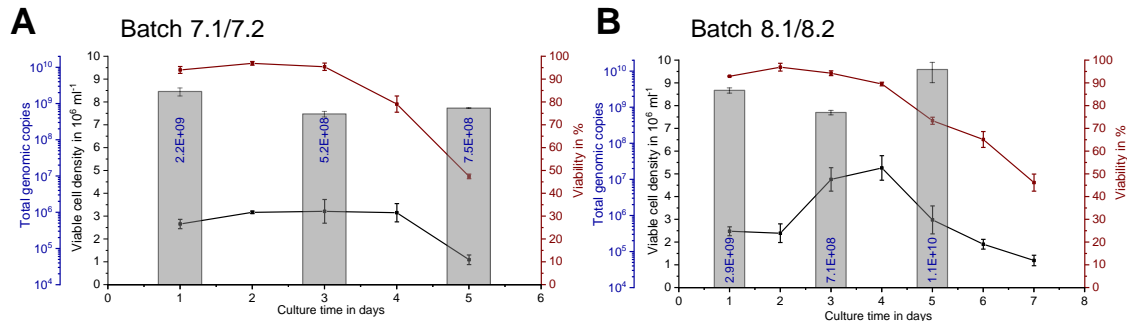 A
Batch 7.1/7.2
Total genomic copies
10^10
10^9
10^8
10^7
10^6
10^5
10^4
Viable cell density in 10^6 ml^-1
10
9
8
7
6
5
4
3
2
1
0
2.2E+09
5.2E+08
7.5E+08
100
90
80
70
60
50
40
30
20
10
0
Viability in %
0 1 2 3 4 5 6
Culture time in days
B
Batch 8.1/8.2
Total genomic copies
10^10
10^9
10^8
10^7
10^6
10^5
10^4
Viable cell density in 10^6 ml^-1
10
9
8
7
6
5
4
3
2
1
0
2.9E+09
7.1E+08
1.1E+10
100
90
80
70
60
50
40
30
20
10
0
Viability in %
0 1 2 3 4 5 6 7 8
Culture time in days